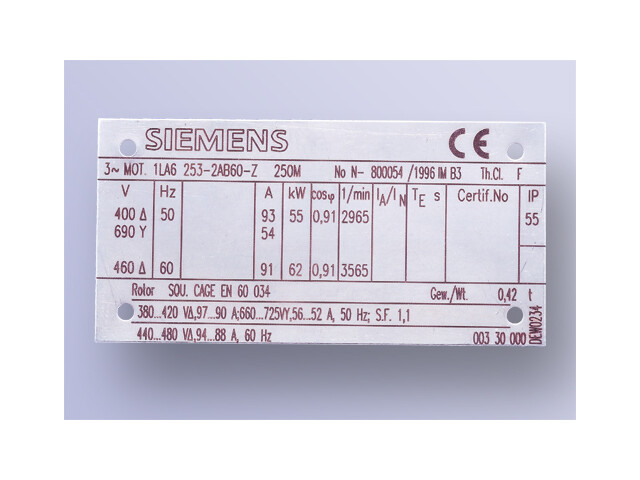 SIEMENS CE
3~ MOT. 1LA6 253-2AB60-Z 250M No N- 800054 /1996 IM B3 Th.Cl. F
V Hz A kW cosφ 1/min IA/IN TE s Certif.No IP
400 Δ 50 93 55 0,91 2965 55
690 Y 54
460 Δ 60 91 62 0,91 3565
Rotor SQU. CAGE EN 60 034 Gew./Wt. 0,42 t
380...420 VΔ,97...90 A;660...725VY,56...52 A, 50 Hz; S.F. 1,1
440...480 VΔ,94...88 A, 60 Hz 003 30 000
DEW0234